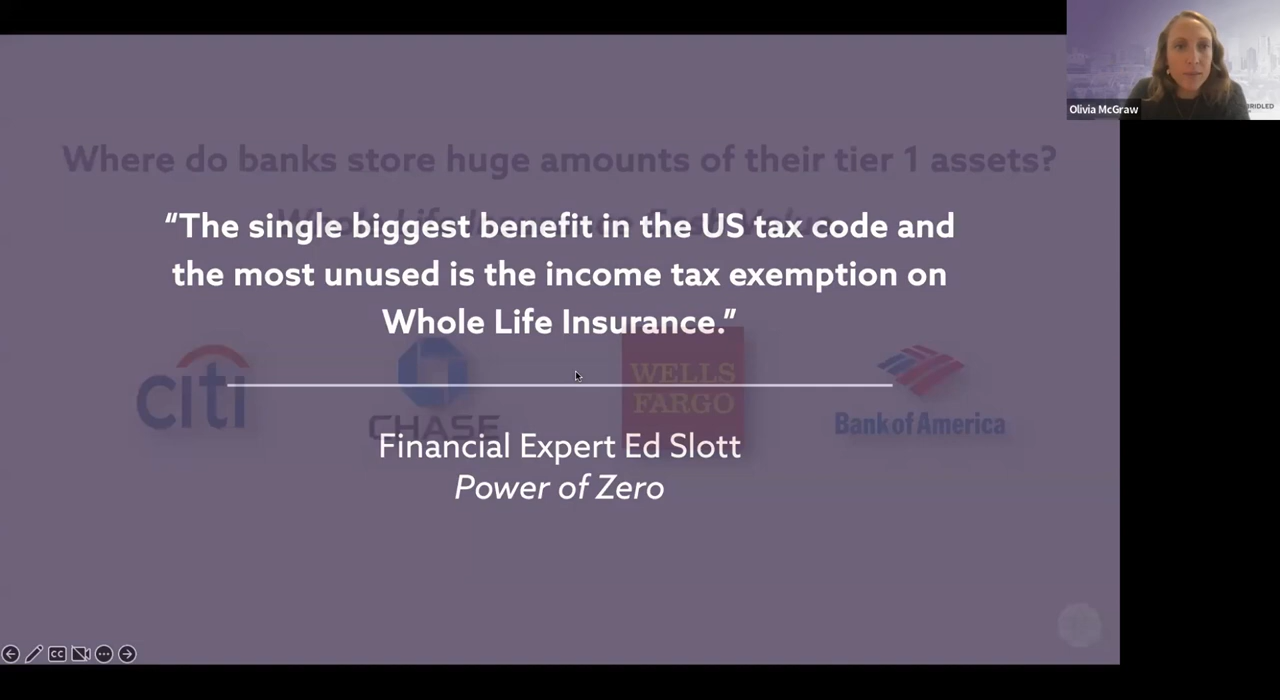 Olivia McGraw
BRIDLED
Where do banks store huge amounts of their tier 1 assets?
“The single biggest benefit in the US tax code and
the most unused is the income tax exemption on
Whole Life Insurance.”
citi
CHASE
WELLS
FARGO
Bank of America
Financial Expert Ed Slott
Power of Zero
CC